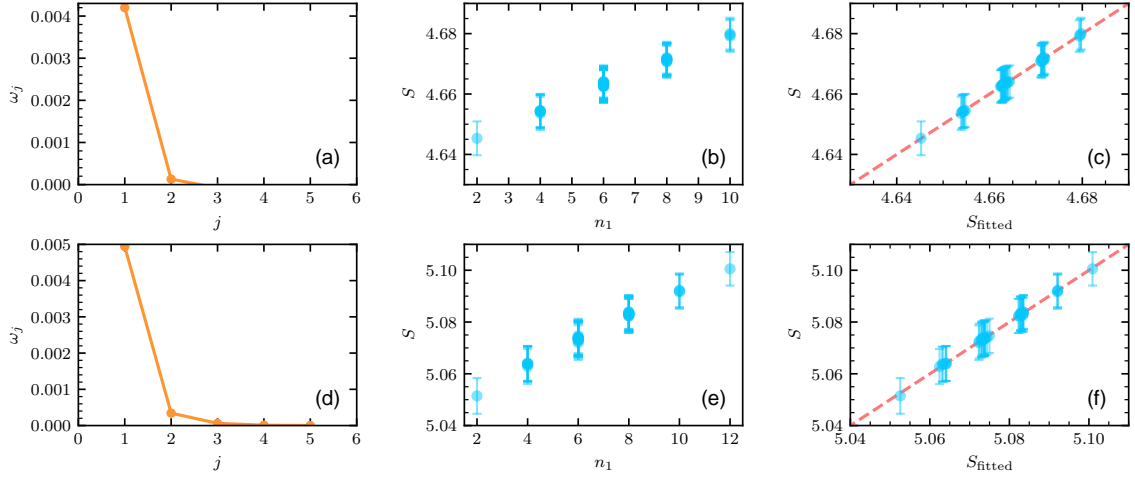 0.004
0.003
0.002
0.001
0.000
ω_j
0 1 2 3 4 5 6
j
(a)
4.68
4.66
4.64
S
2 3 4 5 6 7 8 9 10
n_1
(b)
4.68
4.66
4.64
S
4.64 4.66 4.68
S_fitted
(c)
0.005
0.004
0.003
0.002
0.001
0.000
ω_j
0 1 2 3 4 5 6
j
(d)
5.10
5.08
5.06
5.04
S
2 4 6 8 10 12
n_1
(e)
5.10
5.08
5.06
5.04
S
5.04 5.06 5.08 5.10
S_fitted
(f)